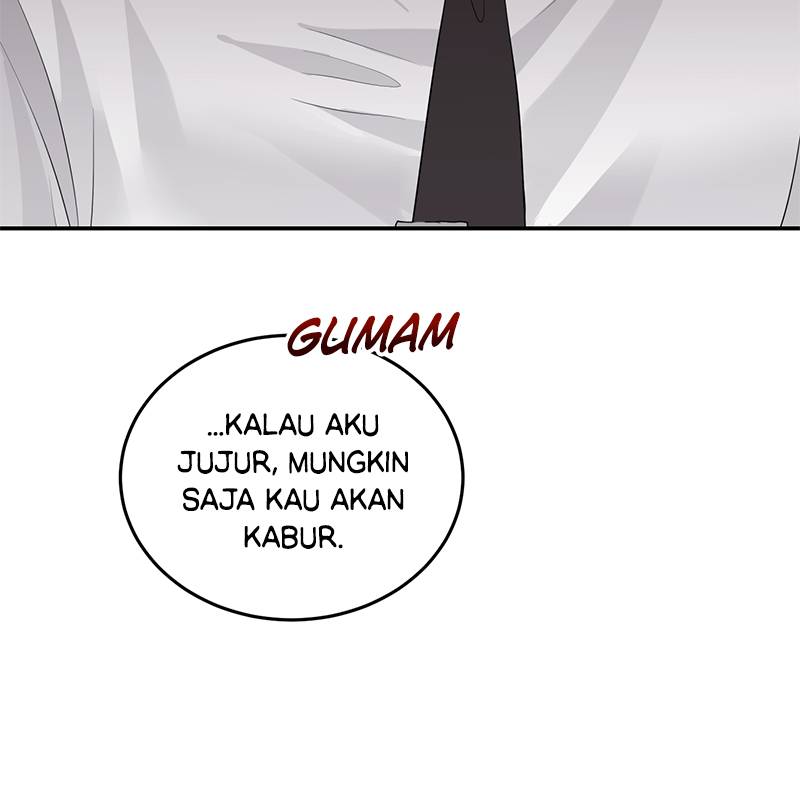 GUMAM
...KALAU AKU
JUJUR, MUNGKIN
SAJA KAU AKAN
KABUR.